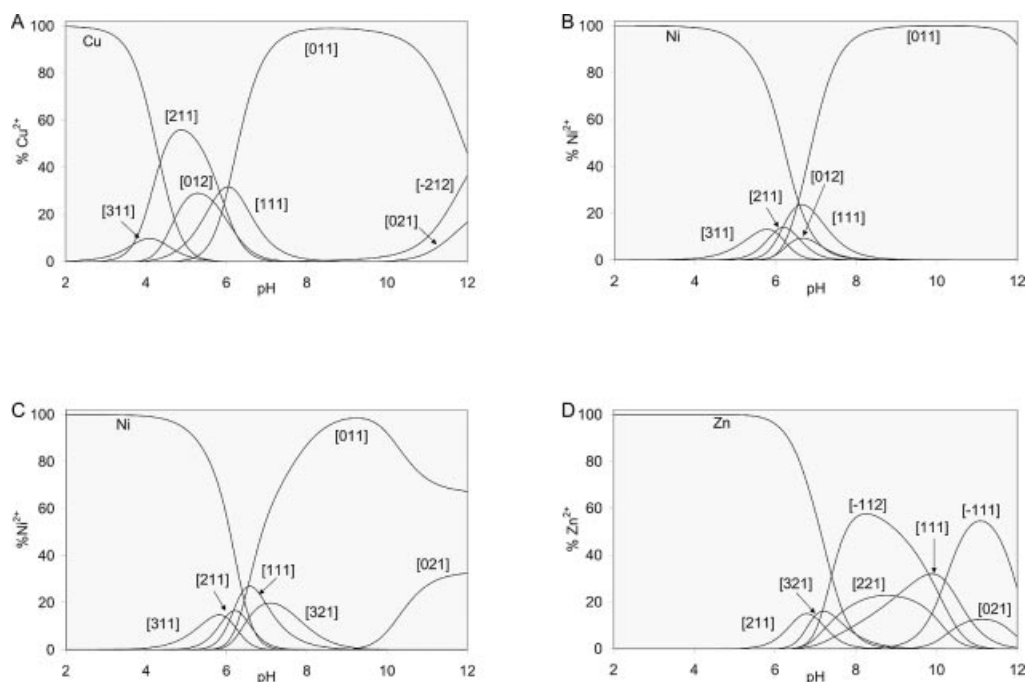 A
100
80
60
40
20
0
% Cu2+
Cu
[011]
[211]
[012]
[311]
[111]
[-212]
[021]
2 4 6 8 10 12
pH
B
100
80
60
40
20
0
% Ni2+
Ni
[011]
[012]
[211]
[311]
[111]
2 4 6 8 10 12
pH
C
100
80
60
40
20
0
%Ni2+
Ni
[011]
[111]
[211]
[311]
[321]
[021]
2 4 6 8 10 12
pH
D
100
80
60
40
20
0
% Zn2+
Zn
[-112]
[-111]
[111]
[321]
[221]
[211]
[021]
2 4 6 8 10 12
pH